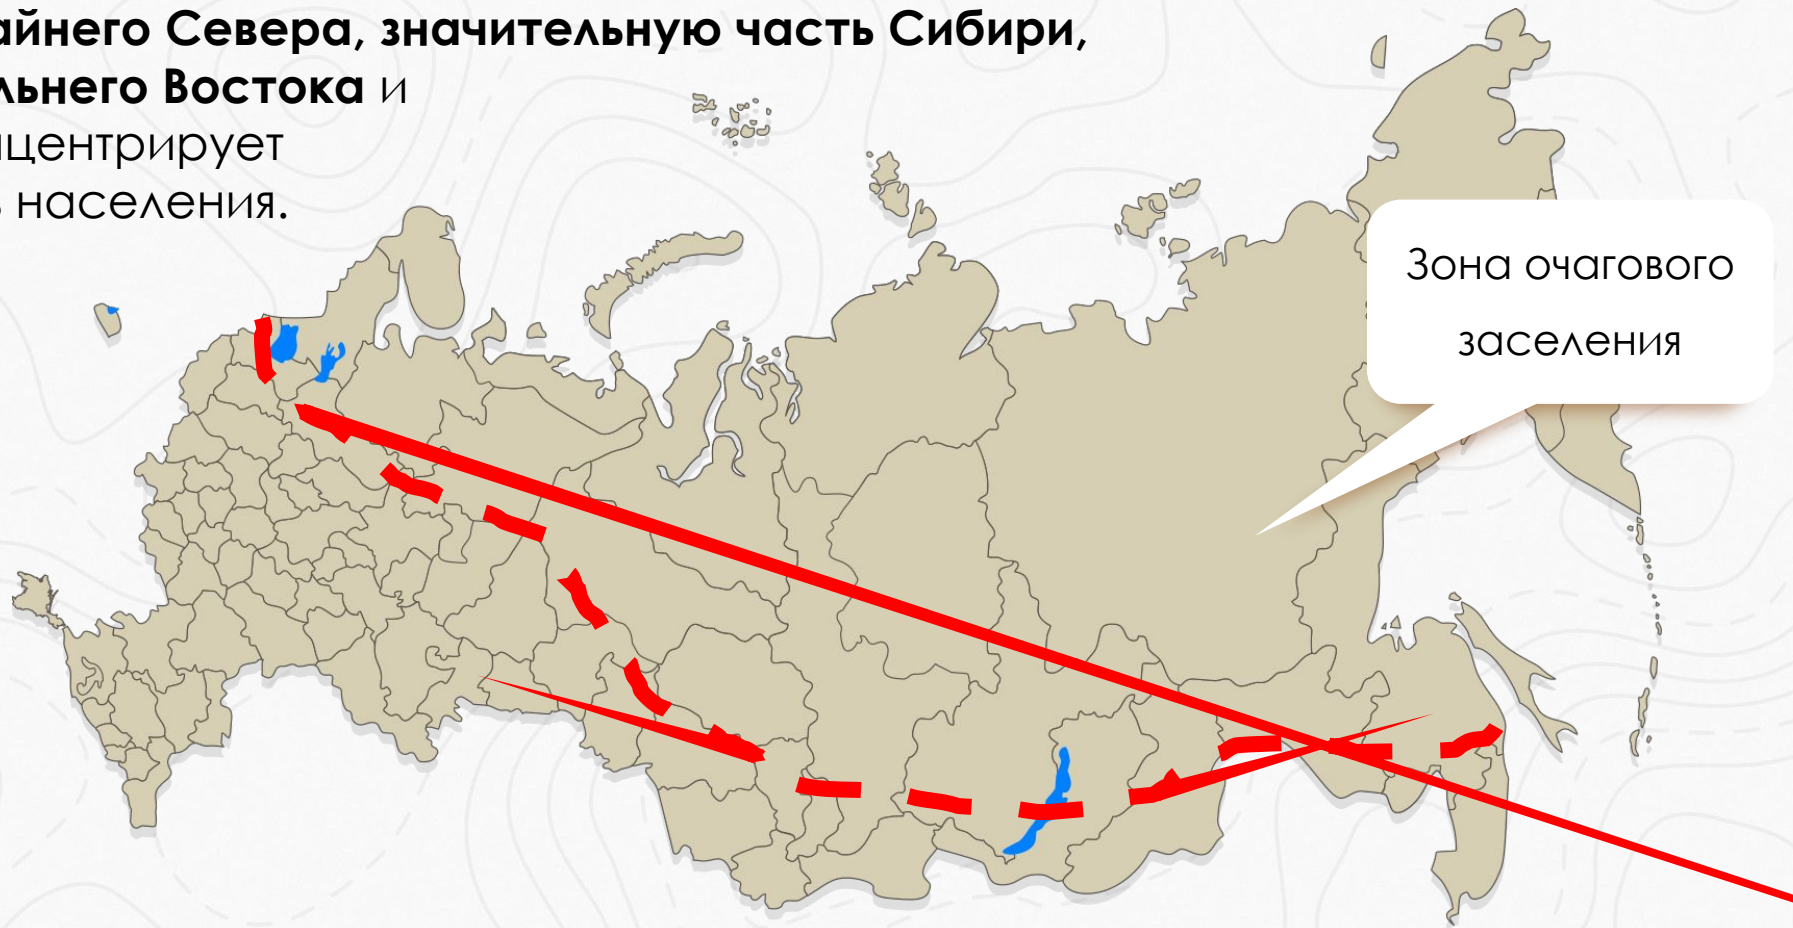 айнего Севера, значительную часть Сибири,
льнего Востока и
центрирует
населения.
Зона очагового
заселения